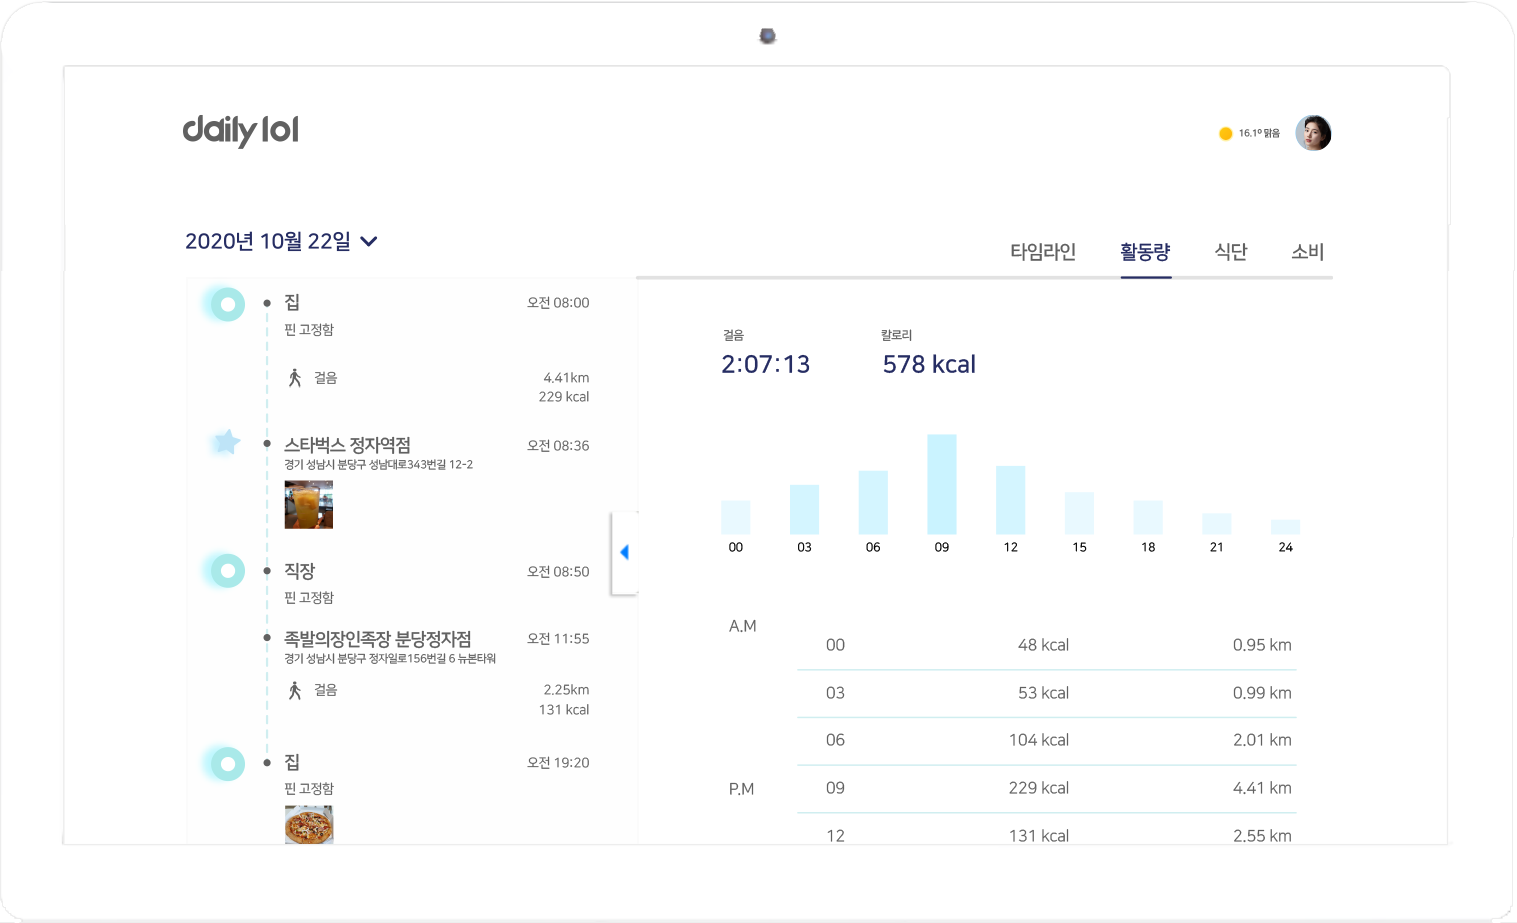 daily lol
16.1º 맑음
2020년 10월 22일
타임라인 활동량 식단 소비
집 오전 08:00
핀 고정함
걸음 4.41km
229 kcal
스타벅스 정자역점 오전 08:36
경기 성남시 분당구 성남대로343번길 12-2
직장 오전 08:50
핀 고정함
족발의장인족장 분당정자점 오전 11:55
경기 성남시 분당구 정자일로156번길 6 뉴본타워
걸음 2.25km
131 kcal
집 오전 19:20
핀 고정함
걸음 칼로리
2:07:13 578 kcal
00 03 06 09 12 15 18 21 24
A.M
00 48 kcal 0.95 km
03 53 kcal 0.99 km
06 104 kcal 2.01 km
P.M
09 229 kcal 4.41 km
12 131 kcal 2.55 km